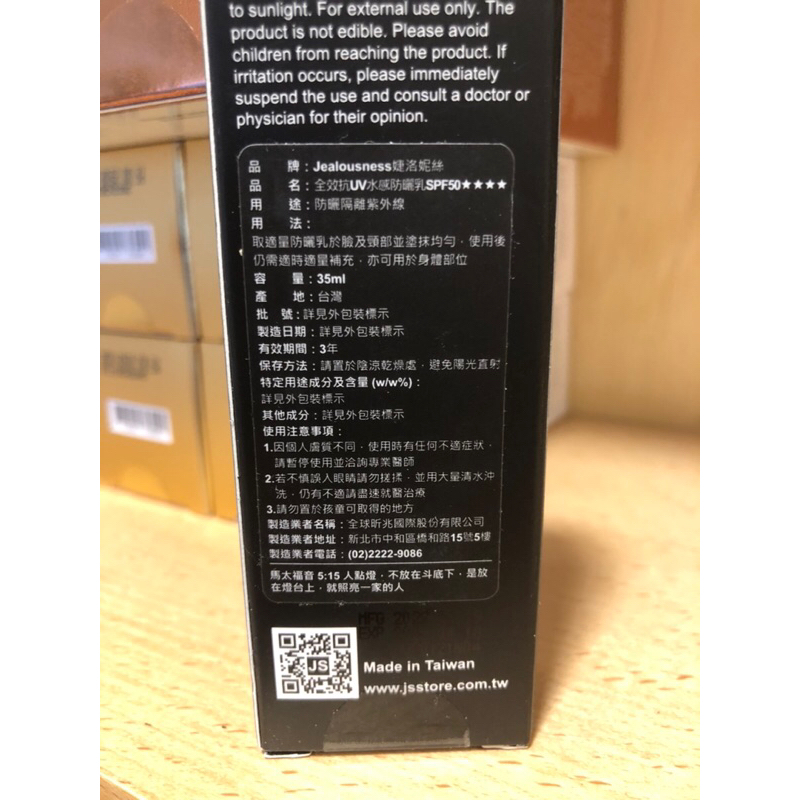 to sunlight. For external use only. The
product is not edible. Please avoid
children from reaching the product. If
irritation occurs, please immediately
suspend the use and consult a doctor or
physician for their opinion.
品 牌：Jealousness婕洛妮絲
品 名：全效抗UV水感防曬乳SPF50★★★★
用 途：防曬隔離紫外線
用 法：
取適量防曬乳於臉及頸部並塗抹均勻，使用後
仍需適時適量補充，亦可用於身體部位
容 量：35ml
產 地：台灣
批 號：詳見外包裝標示
製造日期：詳見外包裝標示
有效期間：3年
保存方法：請置於陰涼乾燥處，避免陽光直射
特定用途成分及含量 (w/w%)：
詳見外包裝標示
其他成分：詳見外包裝標示
使用注意事項：
1.因個人膚質不同，使用時有任何不適症狀，
請暫停使用並洽詢專業醫師
2.若不慎誤入眼睛請勿搓揉，並用大量清水沖
洗，仍有不適請盡速就醫治療
3.請勿置於孩童可取得的地方
製造業者名稱：全球昕兆國際股份有限公司
製造業者地址：新北市中和區橋和路15號5樓
製造業者電話：(02)2222-9086
馬太福音 5:15 人點燈，不放在斗底下，是放
在燈台上，就照亮一家的人
MFG
EXP
JS
Made in Taiwan
www.jsstore.com.tw